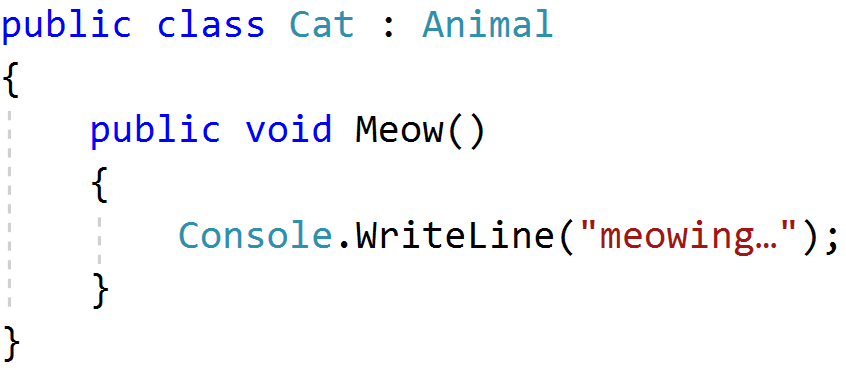 public class Cat : Animal
{
    public void Meow()
    {
        Console.WriteLine("meowing…");
    }
}